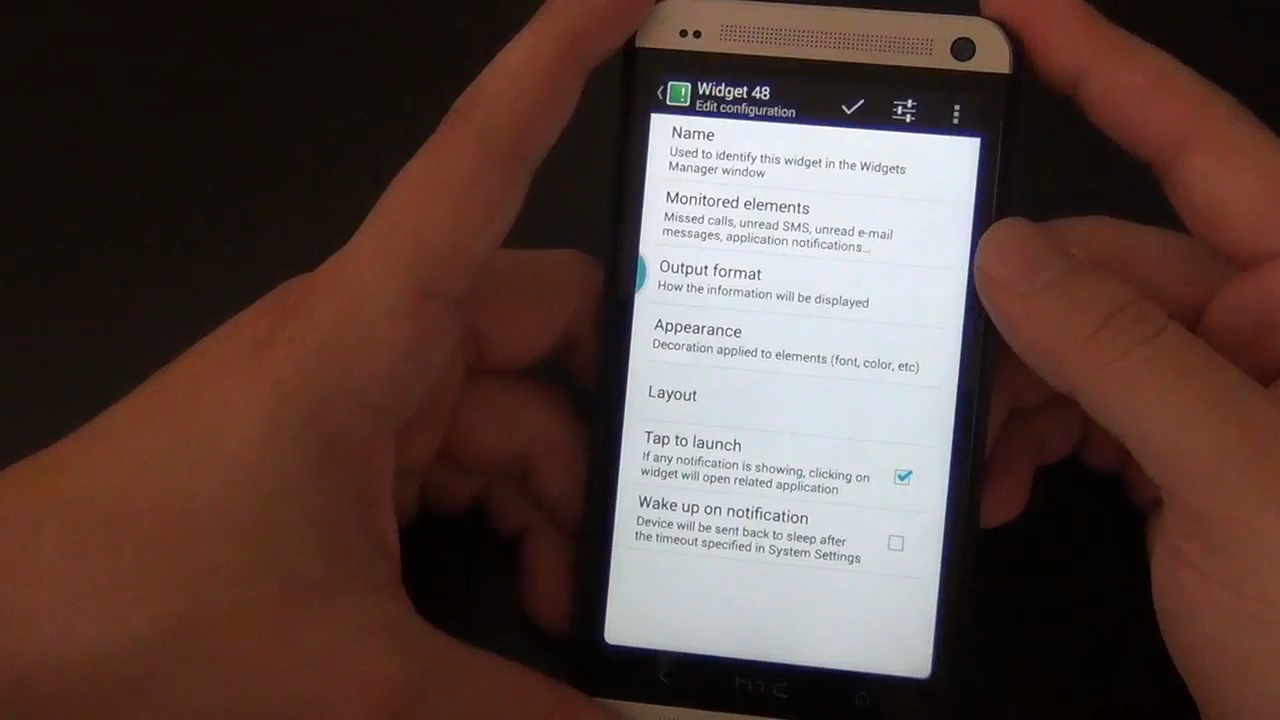 Widget 48
Edit configuration
Name
Used to identify this widget in the Widgets
Manager window
Monitored elements
Missed calls, unread SMS, unread e-mail
messages, application notifications...
Output format
How the information will be displayed
Appearance
Decoration applied to elements (font, color, etc)
Layout
Tap to launch
If any notification is showing, clicking on
widget will open related application
Wake up on notification
Device will be sent back to sleep after
the timeout specified in System Settings
hTC